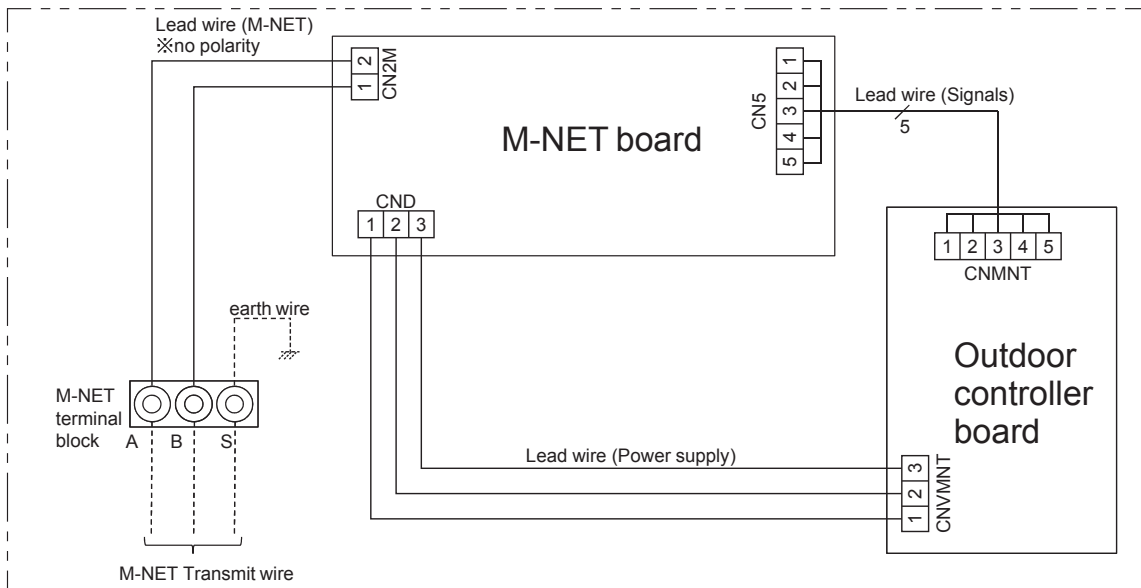 Lead wire (M-NET)
※no polarity
2
1
CN2M
1
2
3
4
5
CN5
Lead wire (Signals)
5
M-NET board
CND
1 2 3
1 2 3 4 5
CNMNT
earth wire
Outdoor
controller
board
M-NET
terminal
block
A B S
Lead wire (Power supply)
3
2
1
CNVMNT
M-NET Transmit wire